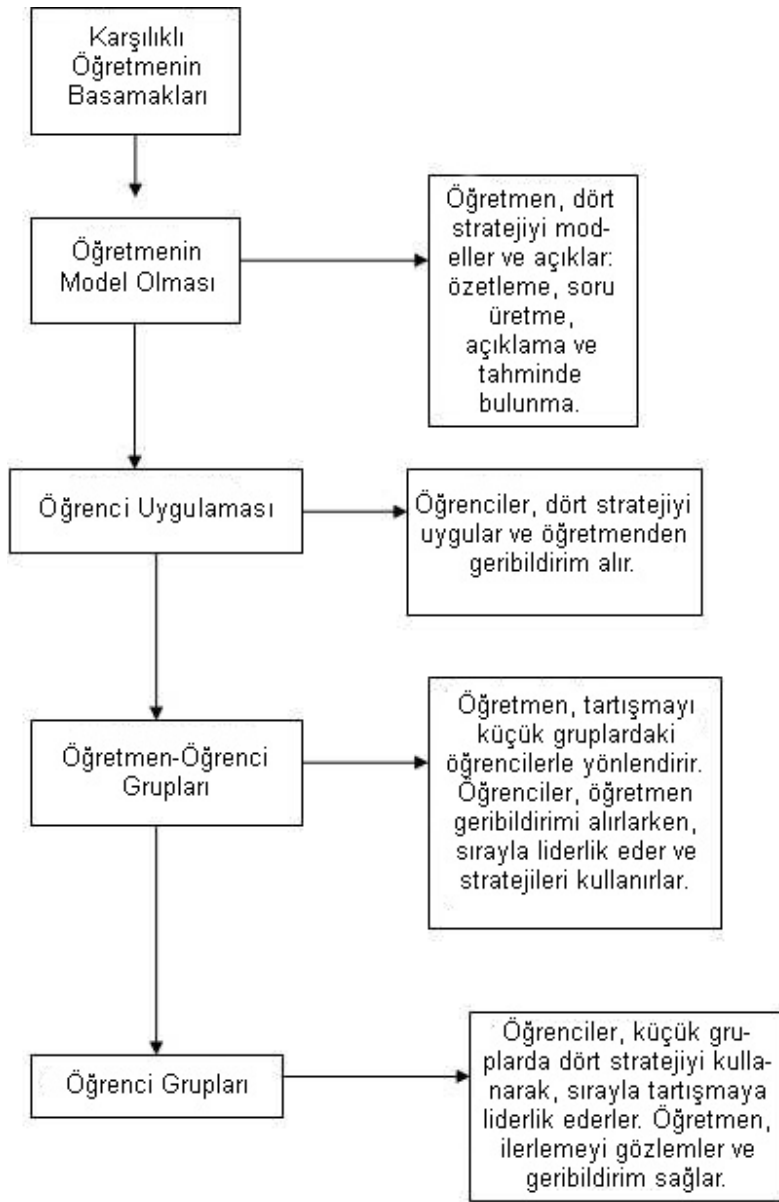 Karşılıklı
Öğretmenin
Basamakları
Öğretmenin
Model Olması
Öğretmen, dört
stratejiyi mod-
eller ve açıklar:
özetleme, soru
üretme,
açıklama ve
tahminde
bulunma.
Öğrenci Uygulaması
Öğrenciler, dört stratejiyi
uygular ve öğretmenden
geribildirim alır.
Öğretmen-Öğrenci
Grupları
Öğretmen, tartışmayı
küçük gruplardaki
öğrencilerle yönlendirir.
Öğrenciler, öğretmen
geribildirimi alırlarken,
sırayla liderlik eder ve
stratejileri kullanırlar.
Öğrenci Grupları
Öğrenciler, küçük gru-
plarda dört stratejiyi kulla-
narak, sırayla tartışmaya
liderlik ederler. Öğretmen,
ilerlemeyi gözlemler ve
geribildirim sağlar.